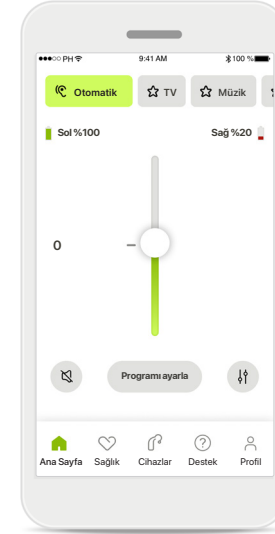 PH 9:41 AM 100 %
Otomatik TV Müzik
Sol %100 Sağ %20
0
Programı ayarla
Ana Sayfa Sağlık Cihazlar Destek Profil